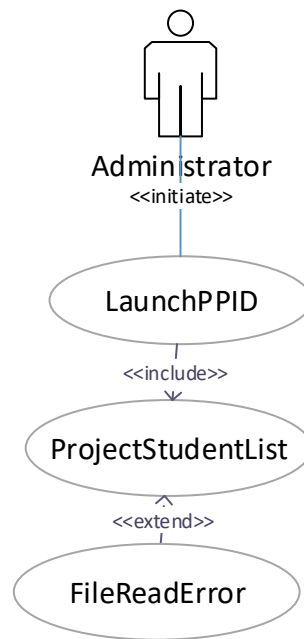 Administrator
<<initiate>>
LaunchPPID
<<include>>
ProjectStudentList
<<extend>>
FileReadError